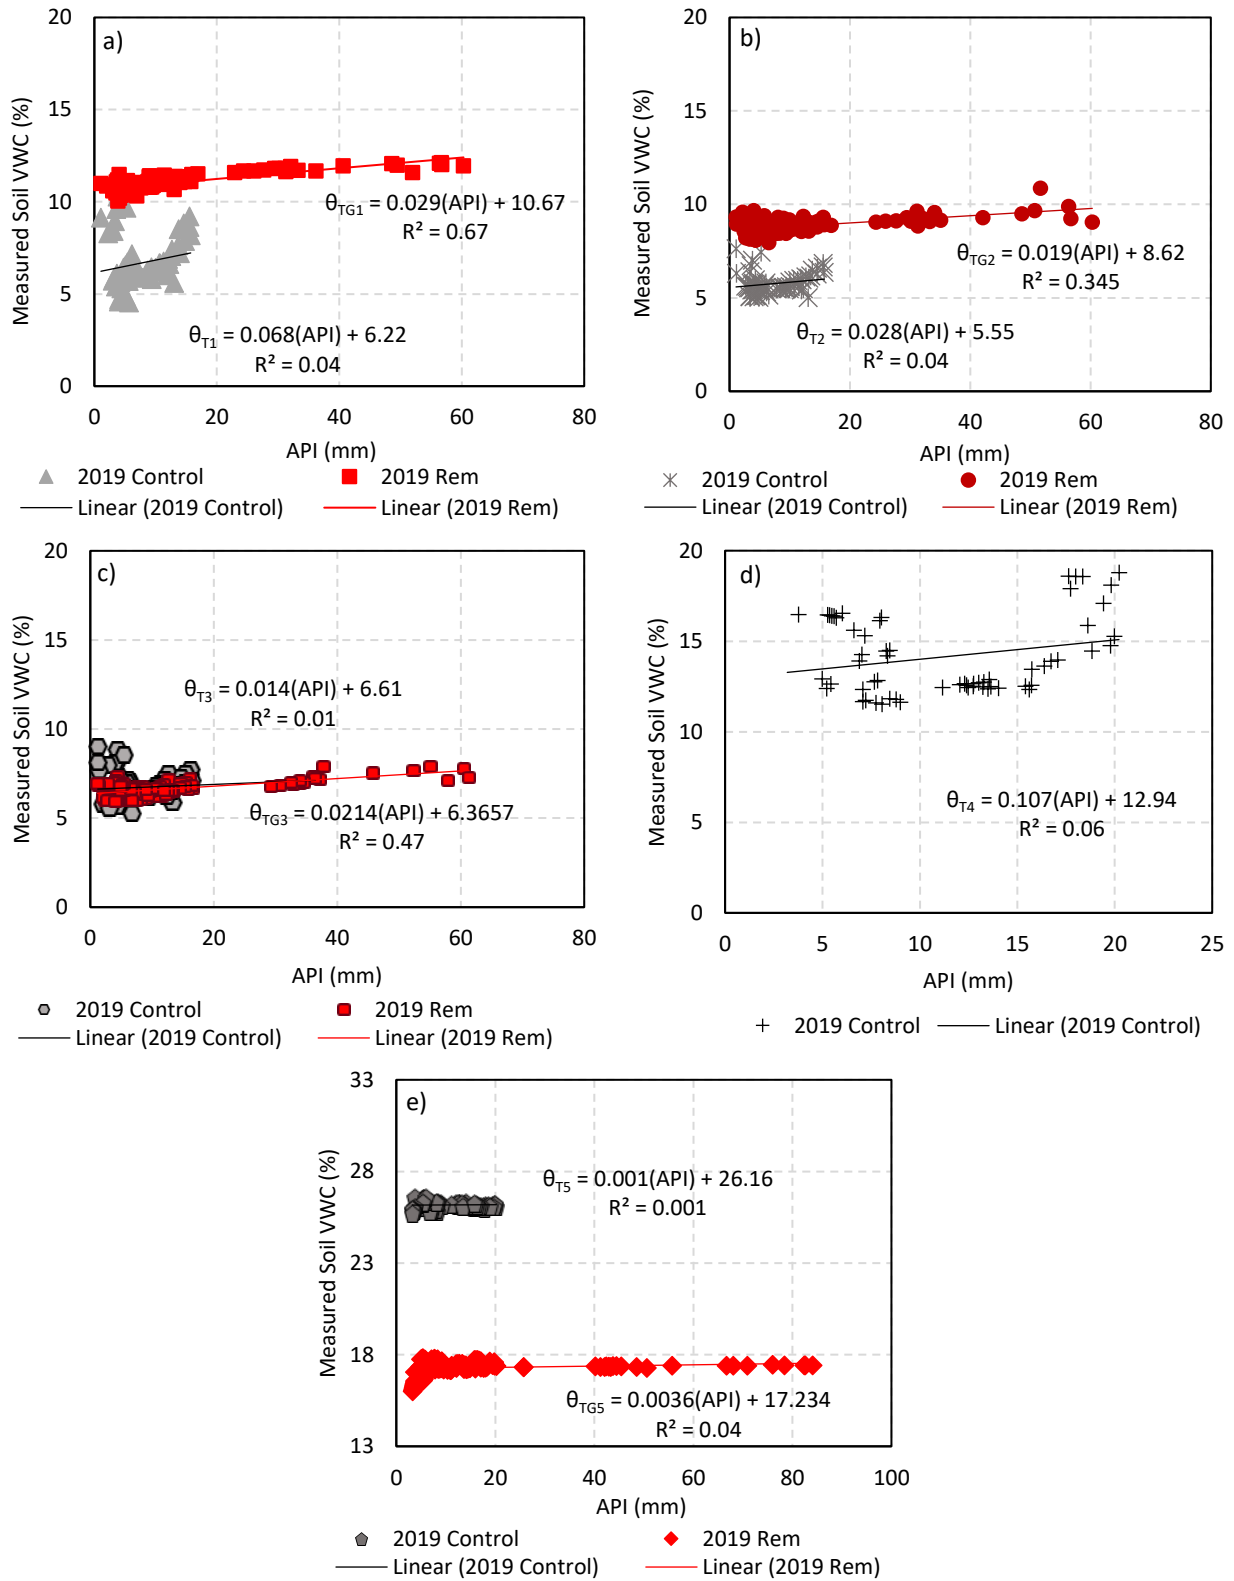 a)
Measured Soil VWC (%)
20
15
10
5
0
θTG1 = 0.029(API) + 10.67
R² = 0.67
θT1 = 0.068(API) + 6.22
R² = 0.04
0 20 40 60 80
API (mm)
2019 Control 2019 Rem
Linear (2019 Control) Linear (2019 Rem)
b)
Measured Soil VWC (%)
20
15
10
5
0
θTG2 = 0.019(API) + 8.62
R² = 0.345
θT2 = 0.028(API) + 5.55
R² = 0.04
0 20 40 60 80
API (mm)
2019 Control 2019 Rem
Linear (2019 Control) Linear (2019 Rem)
c)
Measured Soil VWC (%)
20
15
10
5
0
θT3 = 0.014(API) + 6.61
R² = 0.01
θTG3 = 0.0214(API) + 6.3657
R² = 0.47
0 20 40 60 80
API (mm)
2019 Control 2019 Rem
Linear (2019 Control) Linear (2019 Rem)
d)
Measured Soil VWC (%)
20
15
10
5
0
θT4 = 0.107(API) + 12.94
R² = 0.06
0 5 10 15 20 25
API (mm)
2019 Control Linear (2019 Control)
e)
Measured Soil VWC (%)
33
28
23
18
13
θT5 = 0.001(API) + 26.16
R² = 0.001
θTG5 = 0.0036(API) + 17.234
R² = 0.04
0 20 40 60 80 100
API (mm)
2019 Control 2019 Rem
Linear (2019 Control) Linear (2019 Rem)